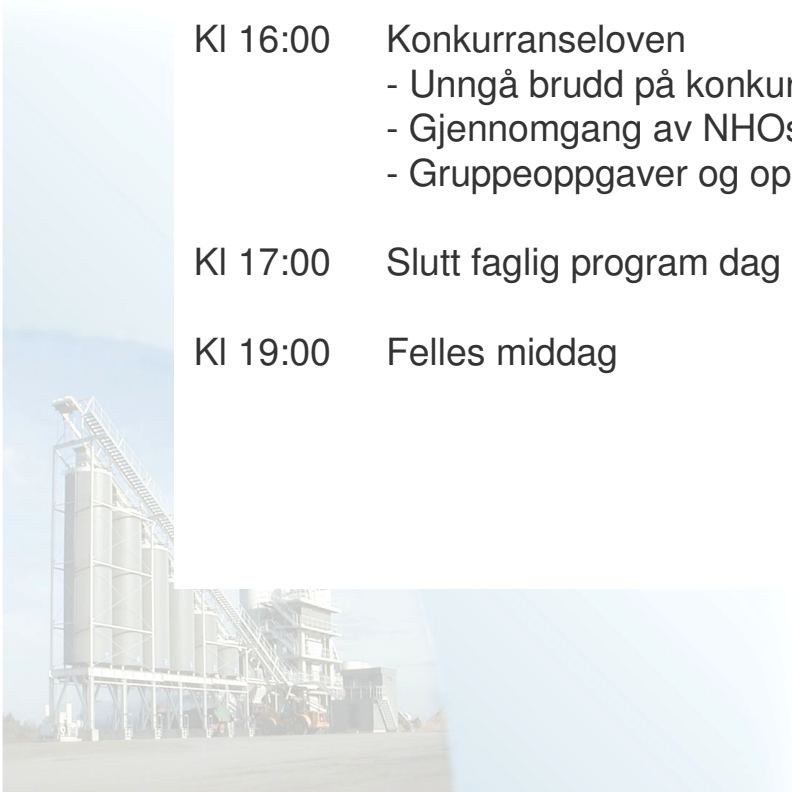 Kl 16:00 Konkurranseloven
- Unngå brudd på
- Gjennomgang av
- Gruppeoppgaver og
Kl 17:00 Slutt faglig program dag
Kl 19:00 Felles middag